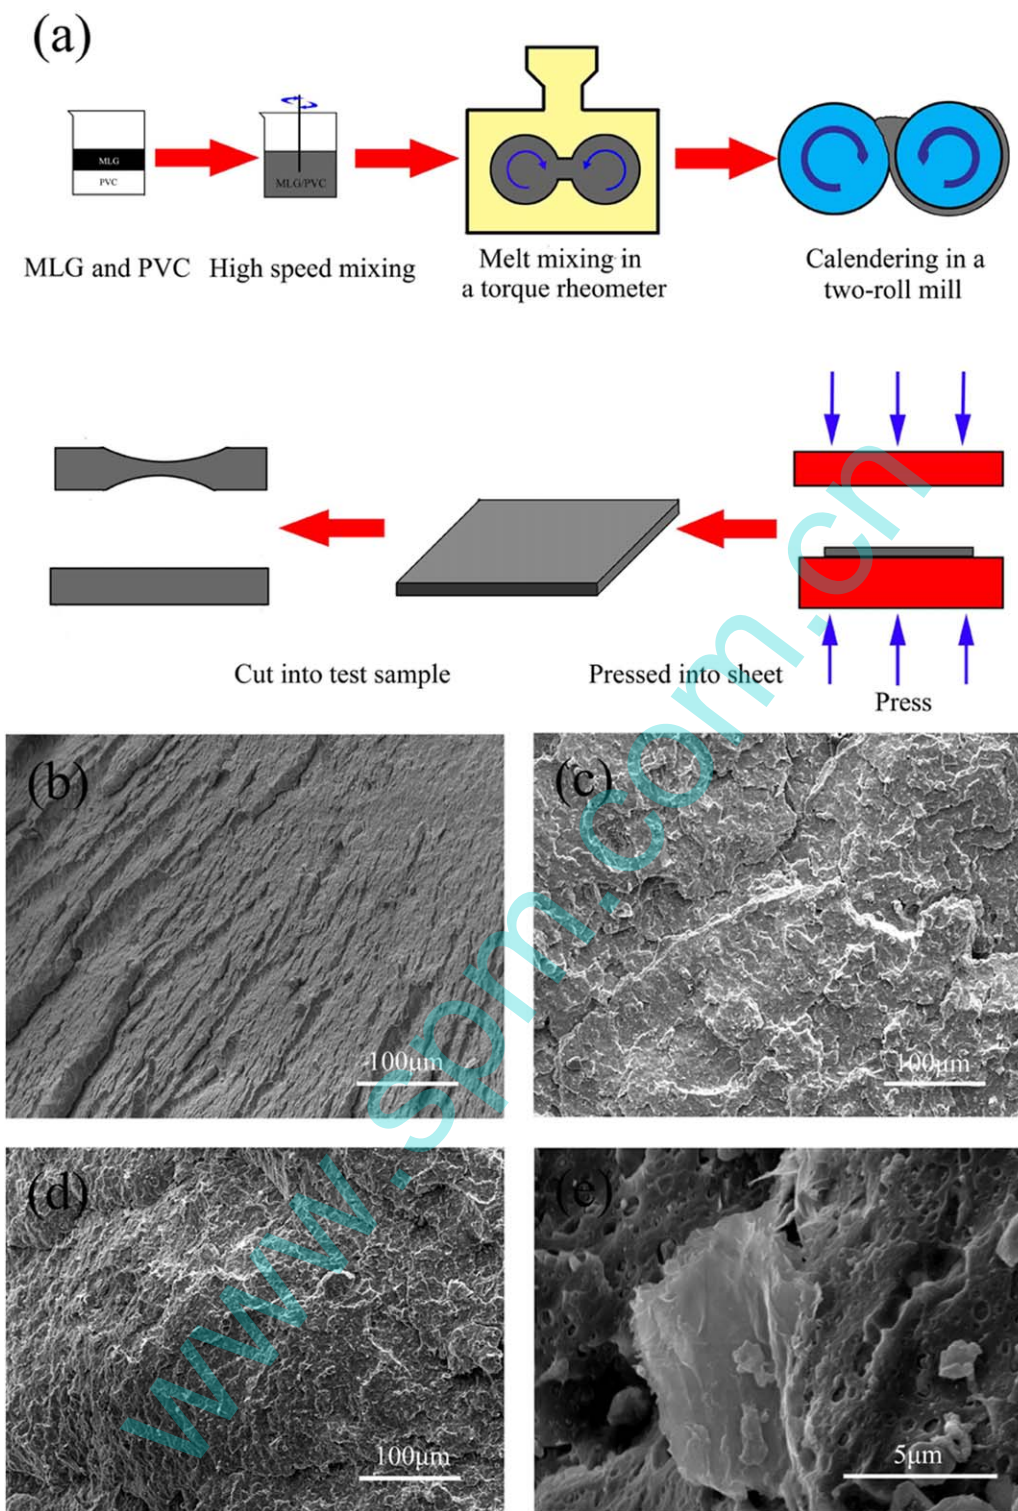 (a)
MLG
PVC
MLG/PVC
MLG and PVC
High speed mixing
Melt mixing in
a torque rheometer
Calendering in a
two-roll mill
Cut into test sample
Pressed into sheet
Press
(b)
100μm
(c)
100μm
(d)
100μm
(e)
5μm
www.spm.com.cn